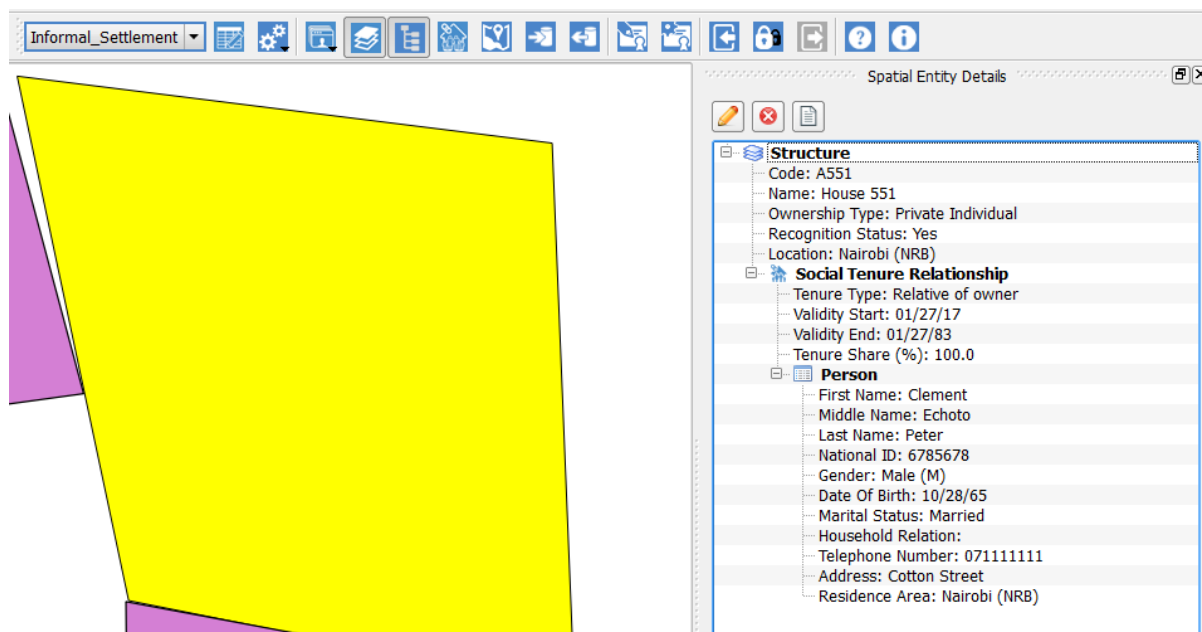 Informal_Settlement
Spatial Entity Details
Structure
Code: A551
Name: House 551
Ownership Type: Private Individual
Recognition Status: Yes
Location: Nairobi (NRB)
Social Tenure Relationship
Tenure Type: Relative of owner
Validity Start: 01/27/17
Validity End: 01/27/83
Tenure Share (%): 100.0
Person
First Name: Clement
Middle Name: Echoto
Last Name: Peter
National ID: 6785678
Gender: Male (M)
Date Of Birth: 10/28/65
Marital Status: Married
Household Relation:
Telephone Number: 071111111
Address: Cotton Street
Residence Area: Nairobi (NRB)